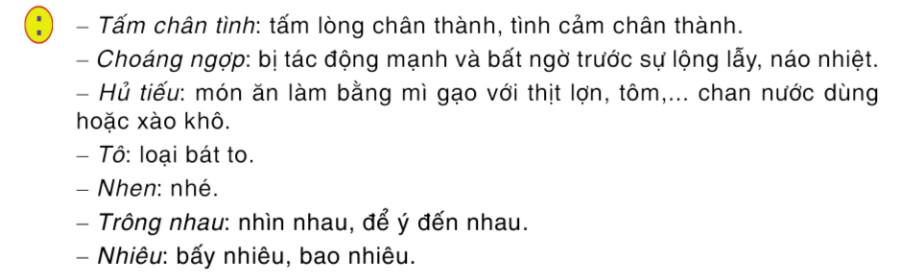 : – Tấm chân tình: tấm lòng chân thành, tình cảm chân thành.
– Choáng ngợp: bị tác động mạnh và bất ngờ trước sự lộng lẫy, náo nhiệt.
– Hủ tiếu: món ăn làm bằng mì gạo với thịt lợn, tôm,... chan nước dùng
hoặc xào khô.
– Tô: loại bát to.
– Nhen: nhé.
– Trông nhau: nhìn nhau, để ý đến nhau.
– Nhiêu: bấy nhiêu, bao nhiêu.